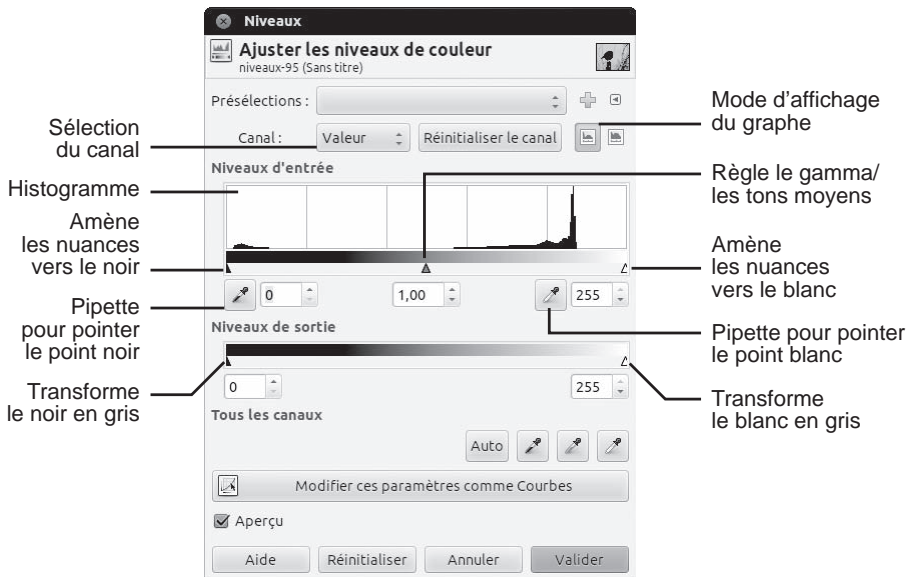 Niveaux
Ajuster les niveaux de couleur
niveaux-95 (Sans titre)
Présélections :
Canal :
Valeur
Réinitialiser le canal
Niveaux d'entrée
0
1,00
255
Niveaux de sortie
0
255
Tous les canaux
Auto
Modifier ces paramètres comme Courbes
Aperçu
Aide
Réinitialiser
Annuler
Valider
Sélection
du canal
Histogramme
Amène
les nuances
vers le noir
Pipette
pour pointer
le point noir
Transforme
le noir en gris
Mode d’affichage
du graphe
Règle le gamma/
les tons moyens
Amène
les nuances
vers le blanc
Pipette pour pointer
le point blanc
Transforme
le blanc en gris